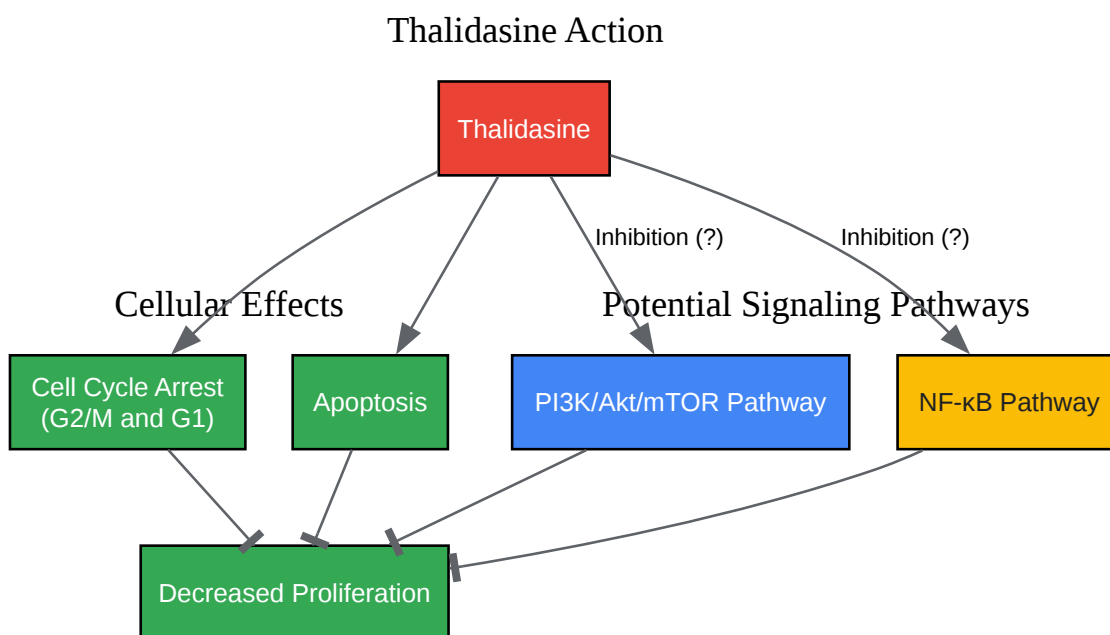 Thalidasine Action
Thalidasine
Inhibition (?)
Inhibition (?)
Cellular Effects
Potential Signaling Pathways
Cell Cycle Arrest
(G2/M and G1)
Apoptosis
PI3K/Akt/mTOR Pathway
NF-κB Pathway
Decreased Proliferation